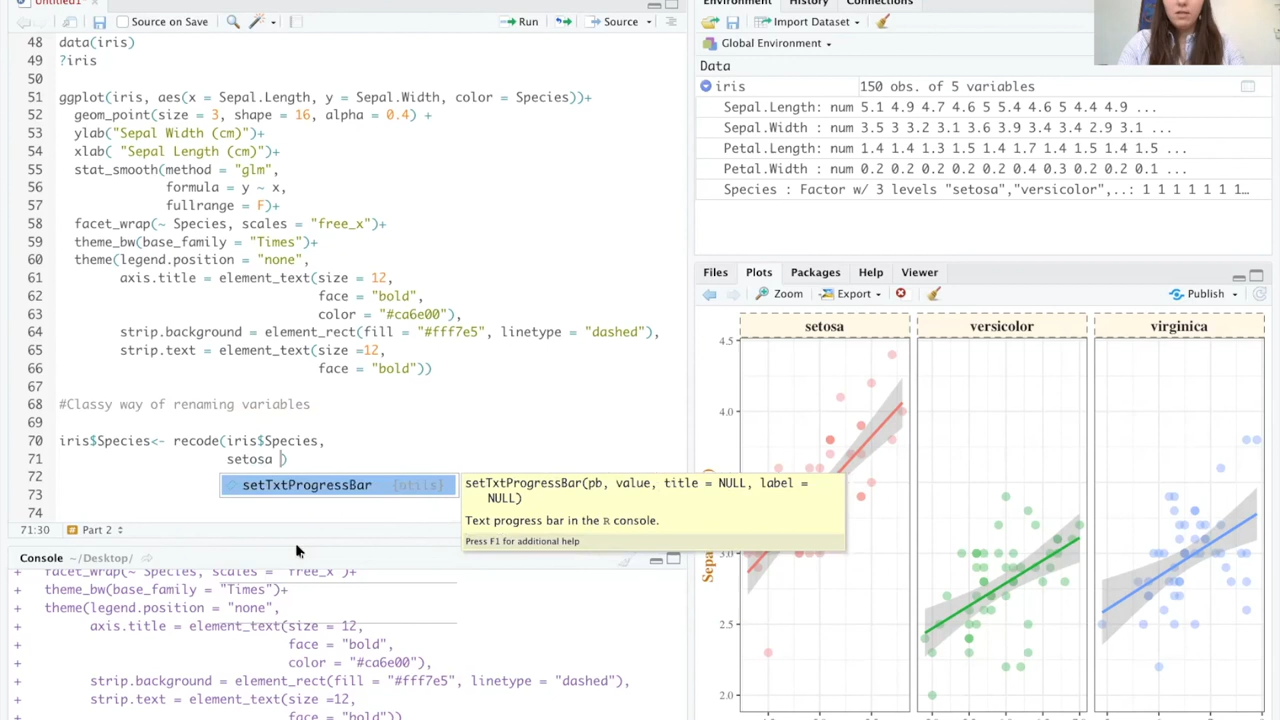 Untitled1*
Source on Save
Run
Source
48 data(iris)
49 ?iris
50
51 ggplot(iris, aes(x = Sepal.Length, y = Sepal.Width, color = Species))+
52 geom_point(size = 3, shape = 16, alpha = 0.4) +
53 ylab("Sepal Width (cm)")+
54 xlab( "Sepal Length (cm)")+
55 stat_smooth(method = "glm",
56 formula = y ~ x,
57 fullrange = F)+
58 facet_wrap(~ Species, scales = "free_x")+
59 theme_bw(base_family = "Times")+
60 theme(legend.position = "none",
61 axis.title = element_text(size = 12,
62 face = "bold",
63 color = "#ca6e00"),
64 strip.background = element_rect(fill = "#fff7e5", linetype = "dashed"),
65 strip.text = element_text(size =12,
66 face = "bold"))
67
68 #Classy way of renaming variables
69
70 iris$Species<- recode(iris$Species,
71 setosa )
72
73
74
setTxtProgressBar {utils}
setTxtProgressBar(pb, value, title = NULL, label =
NULL)
Text progress bar in the R console.
Press F1 for additional help
71:30 Part 2
Console ~/Desktop/
+ facet_wrap(~ Species, scales = "free_x")+
+ theme_bw(base_family = "Times")+
+ theme(legend.position = "none",
+ axis.title = element_text(size = 12,
+ face = "bold",
+ color = "#ca6e00"),
+ strip.background = element_rect(fill = "#fff7e5", linetype = "dashed"),
+ strip.text = element_text(size =12,
+ face = "bold"))
Environment History Connections
Import Dataset
Global Environment
Data
iris 150 obs. of 5 variables
Sepal.Length: num 5.1 4.9 4.7 4.6 5 5.4 4.6 5 4.4 4.9 ...
Sepal.Width : num 3.5 3 3.2 3.1 3.6 3.9 3.4 3.4 2.9 3.1 ...
Petal.Length: num 1.4 1.4 1.3 1.5 1.4 1.7 1.4 1.5 1.4 1.5 ...
Petal.Width : num 0.2 0.2 0.2 0.2 0.2 0.4 0.3 0.2 0.2 0.1 ...
Species : Factor w/ 3 levels "setosa","versicolor",..: 1 1 1 1 1 1 1…
Files Plots Packages Help Viewer
Zoom Export Publish
setosa versicolor virginica
4.5
4.0
3.0
2.5
2.0